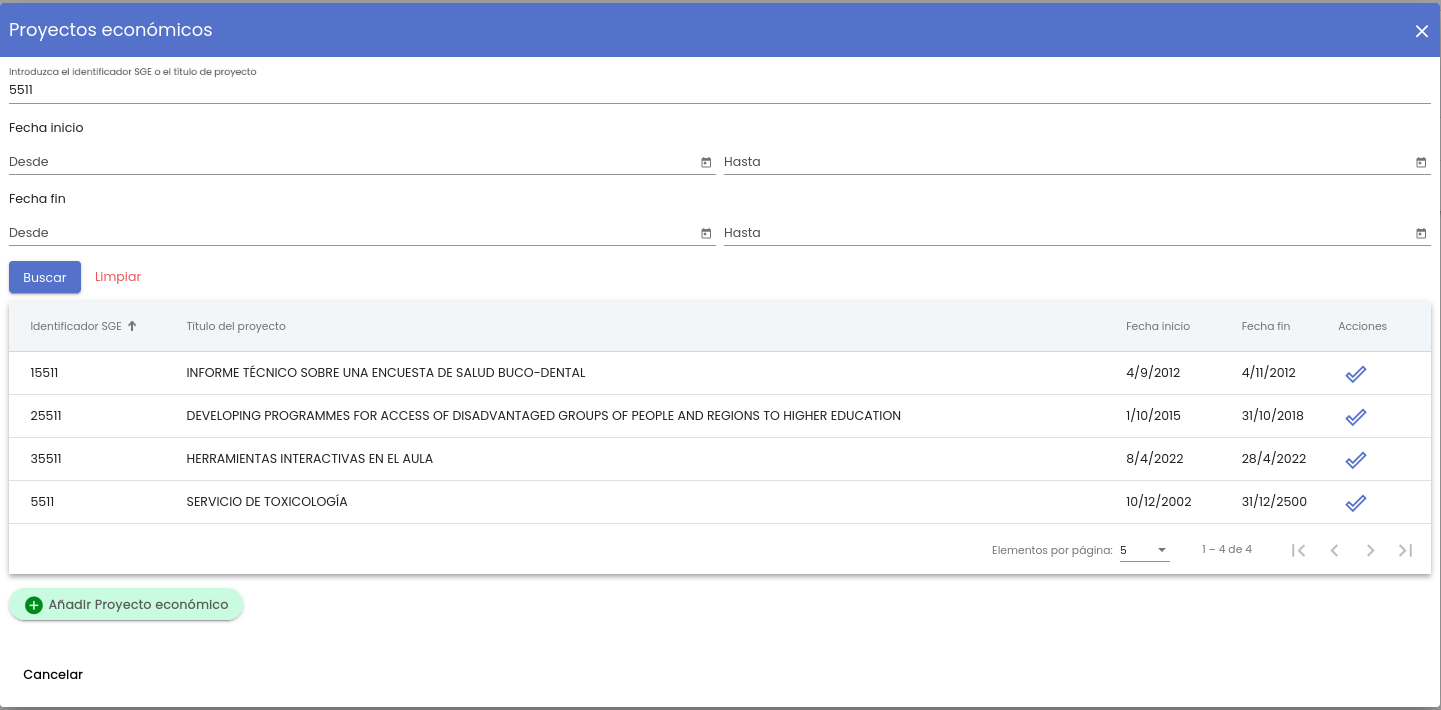 Proyectos económicos
Introduzca el identificador SGE o el título de proyecto
5511
Fecha inicio
Desde Hasta
Fecha fin
Desde Hasta
Buscar Limpiar
Identificador SGE Título del proyecto Fecha inicio Fecha fin Acciones
15511 INFORME TÉCNICO SOBRE UNA ENCUESTA DE SALUD BUCO-DENTAL 4/9/2012 4/11/2012
25511 DEVELOPING PROGRAMMES FOR ACCESS OF DISADVANTAGED GROUPS OF PEOPLE AND REGIONS TO HIGHER EDUCATION 1/10/2015 31/10/2018
35511 HERRAMIENTAS INTERACTIVAS EN EL AULA 8/4/2022 28/4/2022
5511 SERVICIO DE TOXICOLOGÍA 10/12/2002 31/12/2500
Elementos por página: 5 1 – 4 de 4
Añadir Proyecto económico
Cancelar